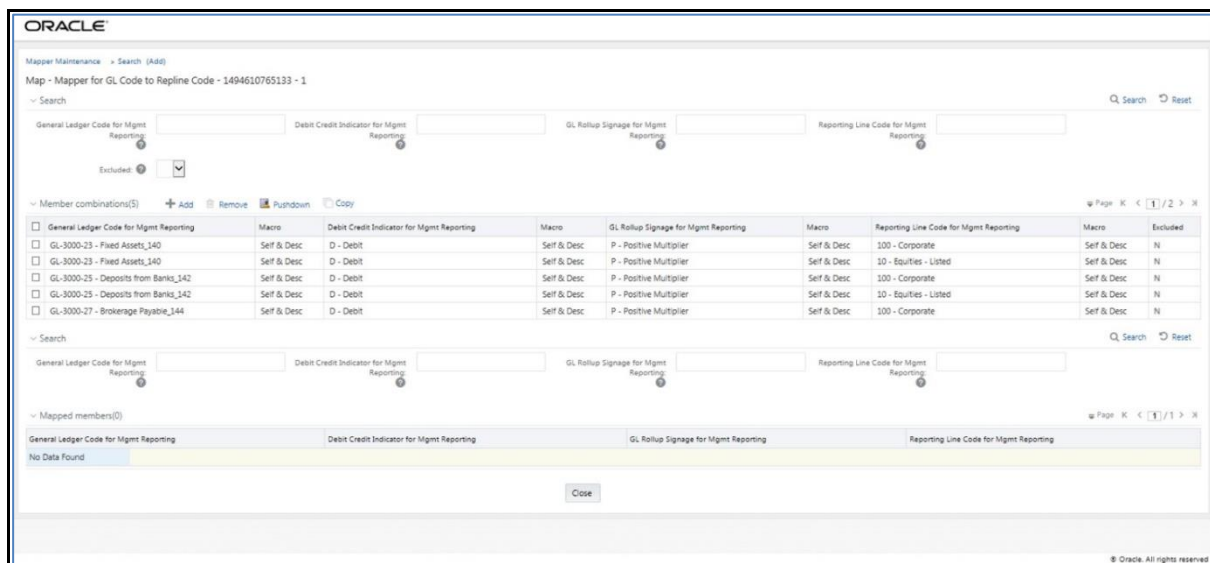 ORACLE
Mapper Maintenance > Search (Add)
Map - Mapper for GL Code to Repline Code - 1494610765133 - 1
Search
Search Reset
General Ledger Code for Mgmt Reporting:
Debit Credit Indicator for Mgmt Reporting:
GL Rollup Signage for Mgmt Reporting:
Reporting Line Code for Mgmt Reporting:
Excluded:
Member combinations(5) Add Remove Pushdown Copy Page 1 / 2
General Ledger Code for Mgmt Reporting Macro Debit Credit Indicator for Mgmt Reporting Macro GL Rollup Signage for Mgmt Reporting Macro Reporting Line Code for Mgmt Reporting Macro Excluded
GL-3000-23 - Fixed Assets_140 Self & Desc D - Debit Self & Desc P - Positive Multiplier Self & Desc 100 - Corporate Self & Desc N
GL-3000-23 - Fixed Assets_140 Self & Desc D - Debit Self & Desc P - Positive Multiplier Self & Desc 10 - Equities - Listed Self & Desc N
GL-3000-25 - Deposits from Banks_142 Self & Desc D - Debit Self & Desc P - Positive Multiplier Self & Desc 100 - Corporate Self & Desc N
GL-3000-25 - Deposits from Banks_142 Self & Desc D - Debit Self & Desc P - Positive Multiplier Self & Desc 10 - Equities - Listed Self & Desc N
GL-3000-27 - Brokerage Payable_144 Self & Desc D - Debit Self & Desc P - Positive Multiplier Self & Desc 100 - Corporate Self & Desc N
Search
Search Reset
General Ledger Code for Mgmt Reporting:
Debit Credit Indicator for Mgmt Reporting:
GL Rollup Signage for Mgmt Reporting:
Reporting Line Code for Mgmt Reporting:
Mapped members(0) Page 1 / 1
General Ledger Code for Mgmt Reporting Debit Credit Indicator for Mgmt Reporting GL Rollup Signage for Mgmt Reporting Reporting Line Code for Mgmt Reporting
No Data Found
Close
© Oracle. All rights reserved